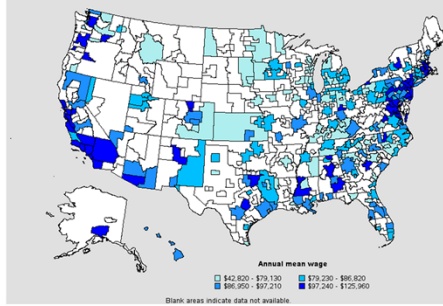 Annual mean wage
$42,820 - $79,130
$79,230 - $86,820
$86,950 - $97,210
$97,240 - $125,960
Blank areas indicate data not available.